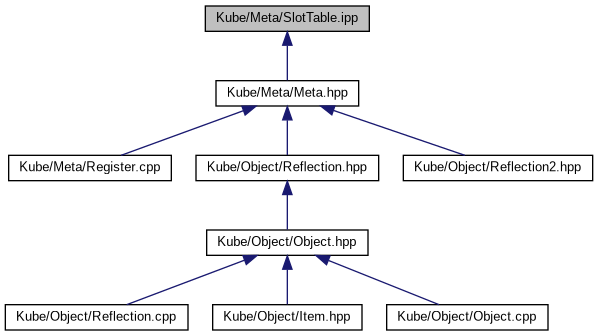 Kube/Meta/SlotTable.ipp
Kube/Meta/Meta.hpp
Kube/Meta/Register.cpp
Kube/Object/Reflection.hpp
Kube/Object/Reflection2.hpp
Kube/Object/Object.hpp
Kube/Object/Reflection.cpp
Kube/Object/Item.hpp
Kube/Object/Object.cpp